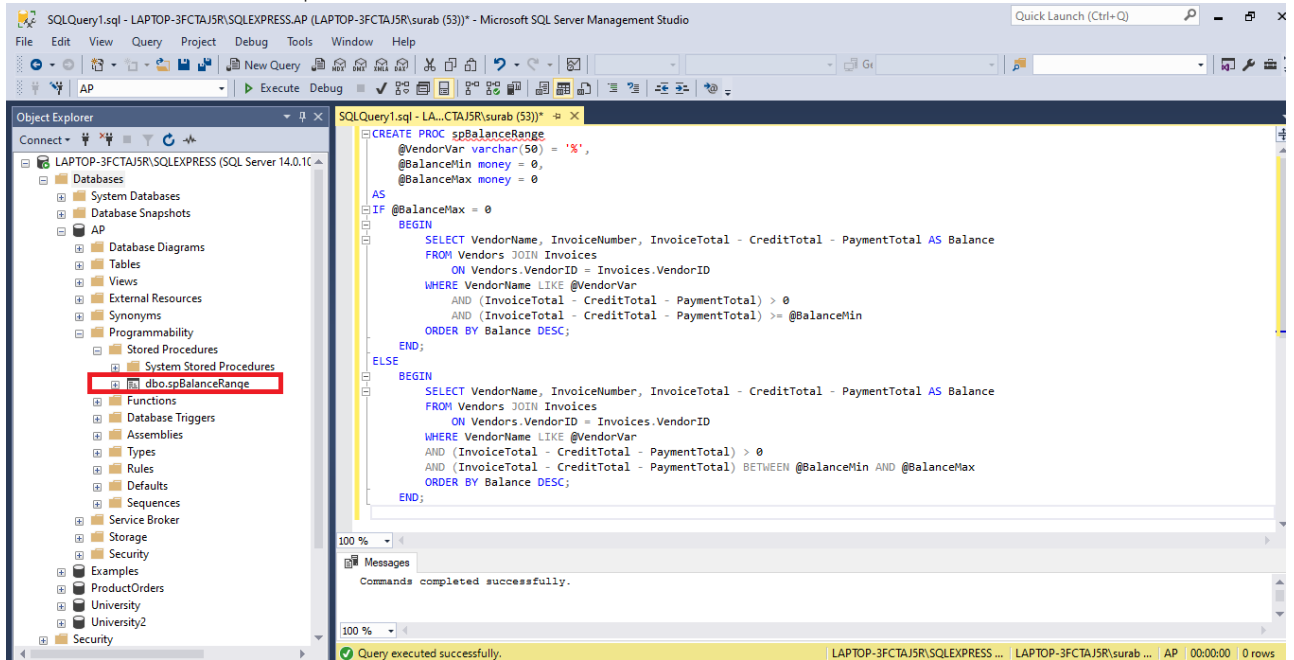 SQLQuery1.sql - LAPTOP-3FCTAJ5R\SQLEXPRESS.AP (LAPTOP-3FCTAJ5R\surab (53))* - Microsoft SQL Server Management Studio
Quick Launch (Ctrl+Q)
File Edit View Query Project Debug Tools Window Help
New Query
MDX DMX XMLA DAX
Ge
AP
Execute Debug
Object Explorer
Connect
LAPTOP-3FCTAJ5R\SQLEXPRESS (SQL Server 14.0.10
Databases
System Databases
Database Snapshots
AP
Database Diagrams
Tables
Views
External Resources
Synonyms
Programmability
Stored Procedures
System Stored Procedures
dbo.spBalanceRange
Functions
Database Triggers
Assemblies
Types
Rules
Defaults
Sequences
Service Broker
Storage
Security
Examples
ProductOrders
University
University2
Security
SQLQuery1.sql - LA...CTAJ5R\surab (53))*
CREATE PROC spBalanceRange
@VendorVar varchar(50) = '%',
@BalanceMin money = 0,
@BalanceMax money = 0
AS
IF @BalanceMax = 0
BEGIN
SELECT VendorName, InvoiceNumber, InvoiceTotal - CreditTotal - PaymentTotal AS Balance
FROM Vendors JOIN Invoices
ON Vendors.VendorID = Invoices.VendorID
WHERE VendorName LIKE @VendorVar
AND (InvoiceTotal - CreditTotal - PaymentTotal) > 0
AND (InvoiceTotal - CreditTotal - PaymentTotal) >= @BalanceMin
ORDER BY Balance DESC;
END;
ELSE
BEGIN
SELECT VendorName, InvoiceNumber, InvoiceTotal - CreditTotal - PaymentTotal AS Balance
FROM Vendors JOIN Invoices
ON Vendors.VendorID = Invoices.VendorID
WHERE VendorName LIKE @VendorVar
AND (InvoiceTotal - CreditTotal - PaymentTotal) > 0
AND (InvoiceTotal - CreditTotal - PaymentTotal) BETWEEN @BalanceMin AND @BalanceMax
ORDER BY Balance DESC;
END;
100 %
Messages
Commands completed successfully.
100 %
Query executed successfully.
LAPTOP-3FCTAJ5R\SQLEXPRESS ... LAPTOP-3FCTAJ5R\surab ... AP 00:00:00 0 rows